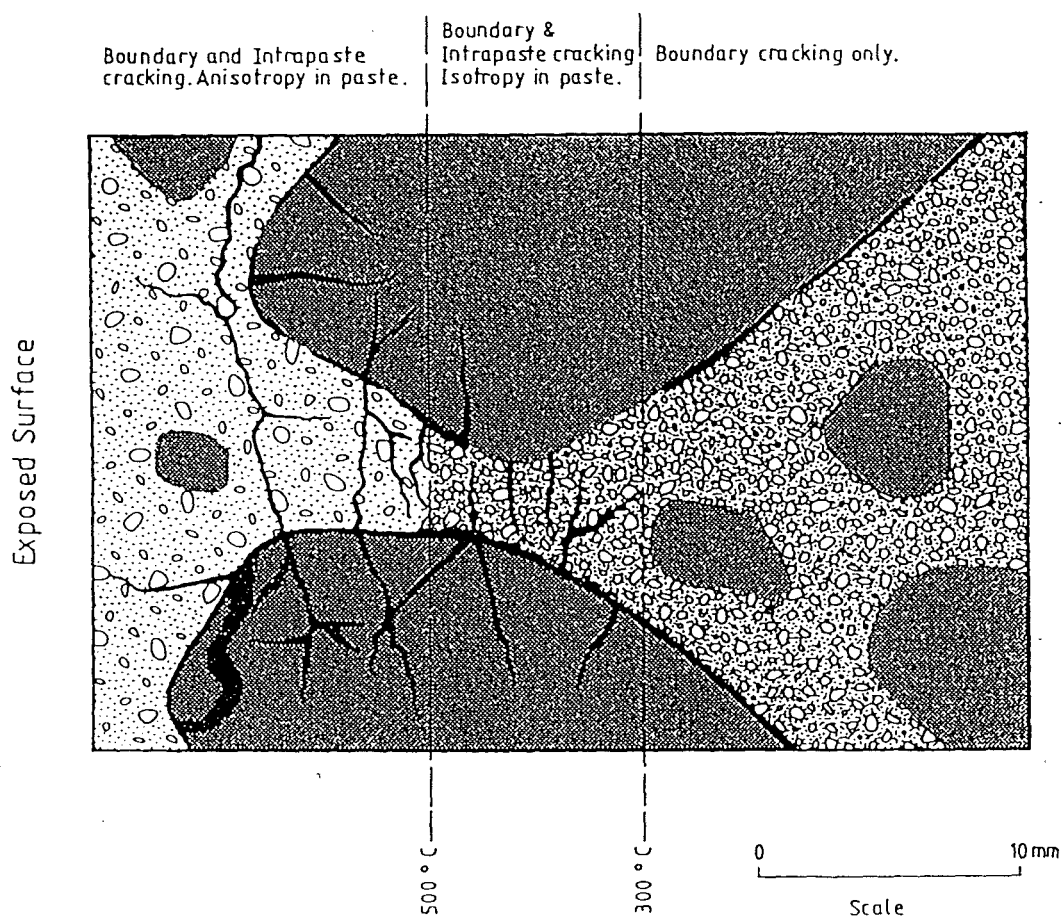 Boundary and Intrapaste
cracking. Anisotropy in paste.
Boundary &
Intrapaste cracking
Isotropy in paste.
Boundary cracking only.
Exposed Surface
500 °C
300 °C
0 10 mm
Scale